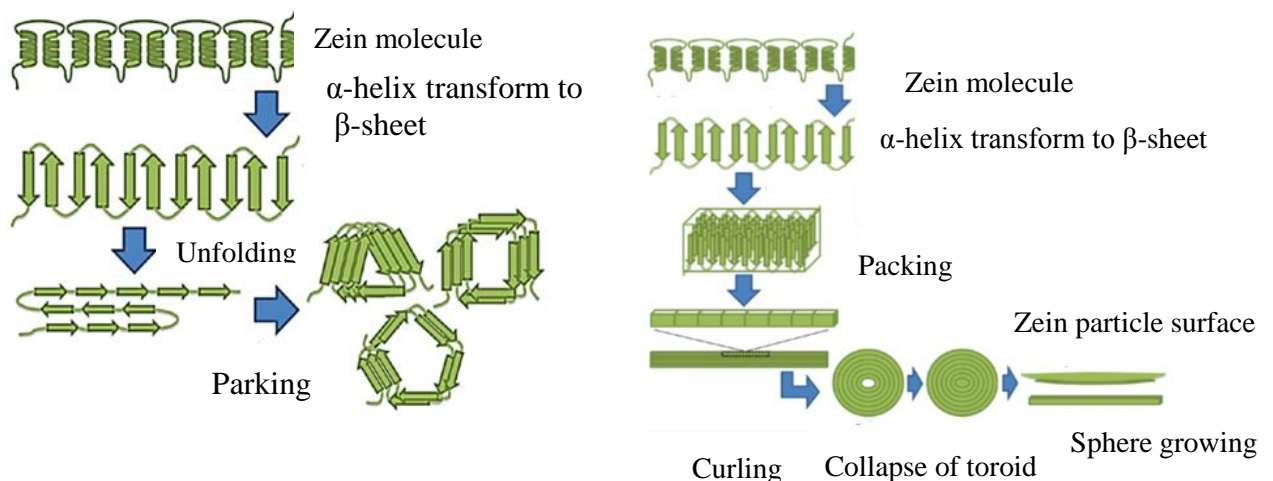 Zein molecule
α-helix transform to
β-sheet
Unfolding
Parking
Zein molecule
α-helix transform to β-sheet
Packing
Zein particle surface
Sphere growing
Curling
Collapse of toroid